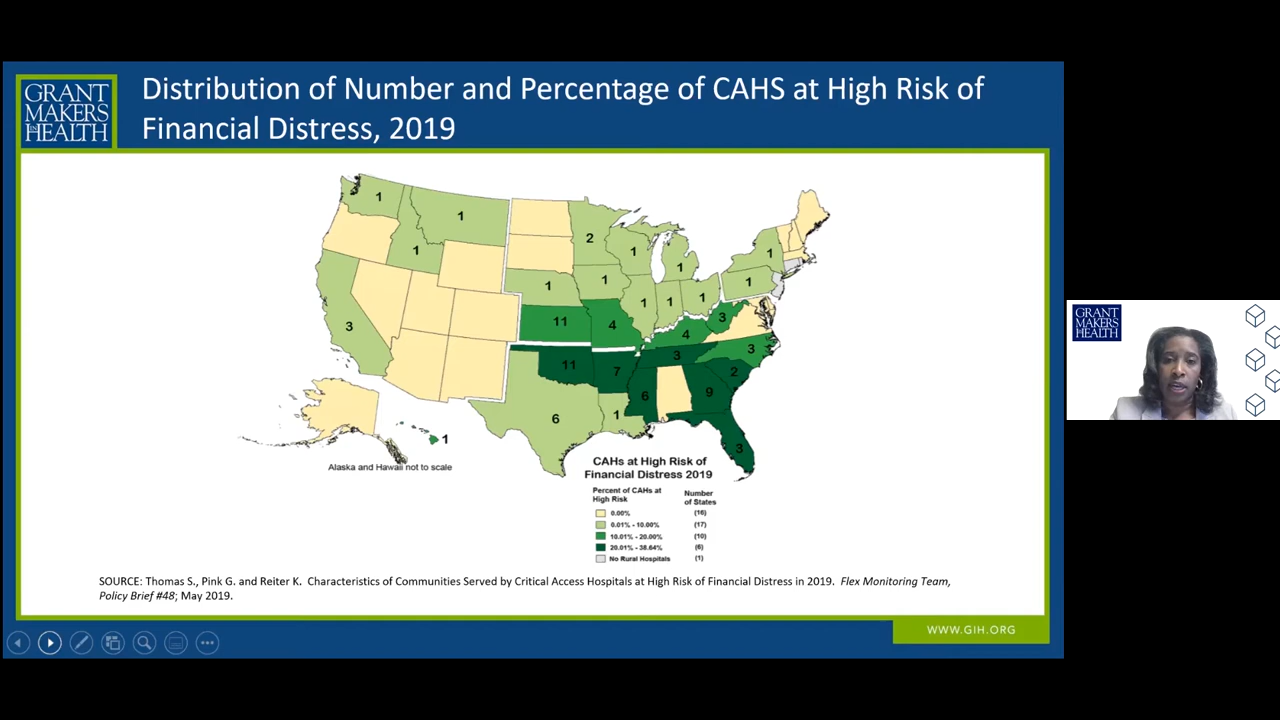 GRANT
MAKERS
IN
HEALTH
Distribution of Number and Percentage of CAHS at High Risk of
Financial Distress, 2019
1
1
1
3
1
11
11
6
2
1
4
7
1
1
1
6
1
1
1
4
3
3
3
2
9
3
1
1
1
Alaska and Hawaii not to scale
CAHs at High Risk of
Financial Distress 2019
Percent of CAHs at
High Risk
Number
of States
0.00% (16)
0.01% - 10.00% (17)
10.01% - 20.00% (10)
20.01% - 38.64% (6)
No Rural Hospitals (1)
SOURCE: Thomas S., Pink G. and Reiter K. Characteristics of Communities Served by Critical Access Hospitals at High Risk of Financial Distress in 2019. Flex Monitoring Team,
Policy Brief #48; May 2019.
WWW.GIH.ORG
GRANT
MAKERS
IN
HEALTH